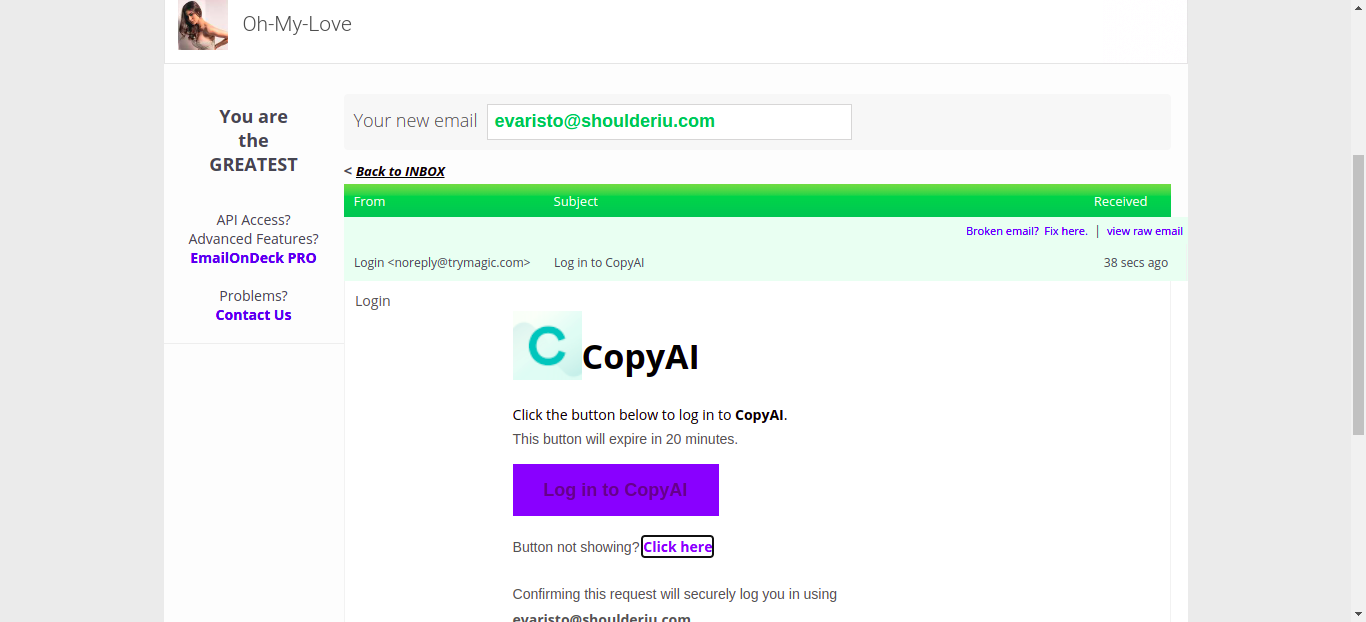 Oh-My-Love
You are
the
GREATEST
API Access?
Advanced Features?
EmailOnDeck PRO
Problems?
Contact Us
Your new email evaristo@shoulderiu.com
< Back to INBOX
From Subject Received
Broken email? Fix here. | view raw email
Login <noreply@trymagic.com> Log in to CopyAI 38 secs ago
Login
C CopyAI
Click the button below to log in to CopyAI.
This button will expire in 20 minutes.
Log in to CopyAI
Button not showing? Click here
Confirming this request will securely log you in using
evaristo@shoulderiu.com